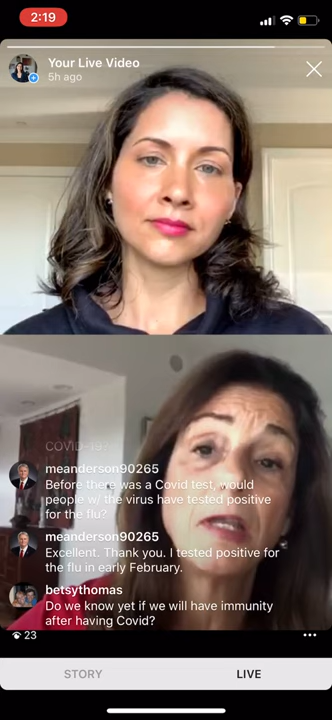 2:19
Your Live Video
5h ago
COVID-19?
meanderson90265
Before there was a Covid test, would
people w/ the virus have tested positive
for the flu?
meanderson90265
Excellent. Thank you. I tested positive for
the flu in early February.
betsythomas
Do we know yet if we will have immunity
after having Covid?
23
STORY
LIVE